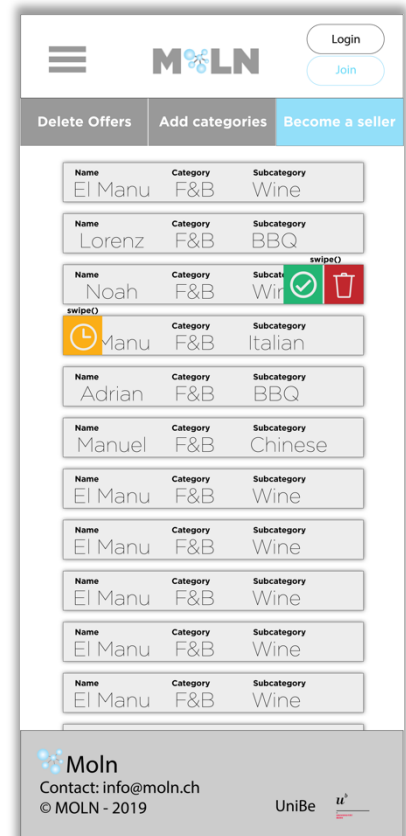 Login
MOLN
Join
Delete Offers Add categories Become a seller
Name Category Subcategory
El Manu F&B Wine
Name Category Subcategory
Lorenz F&B BBQ
swipe()
Name Category
Noah F&B
swipe()
Category Subcategory
Manu F&B Italian
Name Category Subcategory
Adrian F&B BBQ
Name Category Subcategory
Manuel F&B Chinese
Name Category Subcategory
El Manu F&B Wine
Name Category Subcategory
El Manu F&B Wine
Name Category Subcategory
El Manu F&B Wine
Name Category Subcategory
El Manu F&B Wine
Name Category Subcategory
El Manu F&B Wine
Moln
Contact: info@moln.ch
© MOLN - 2019 UniBe u